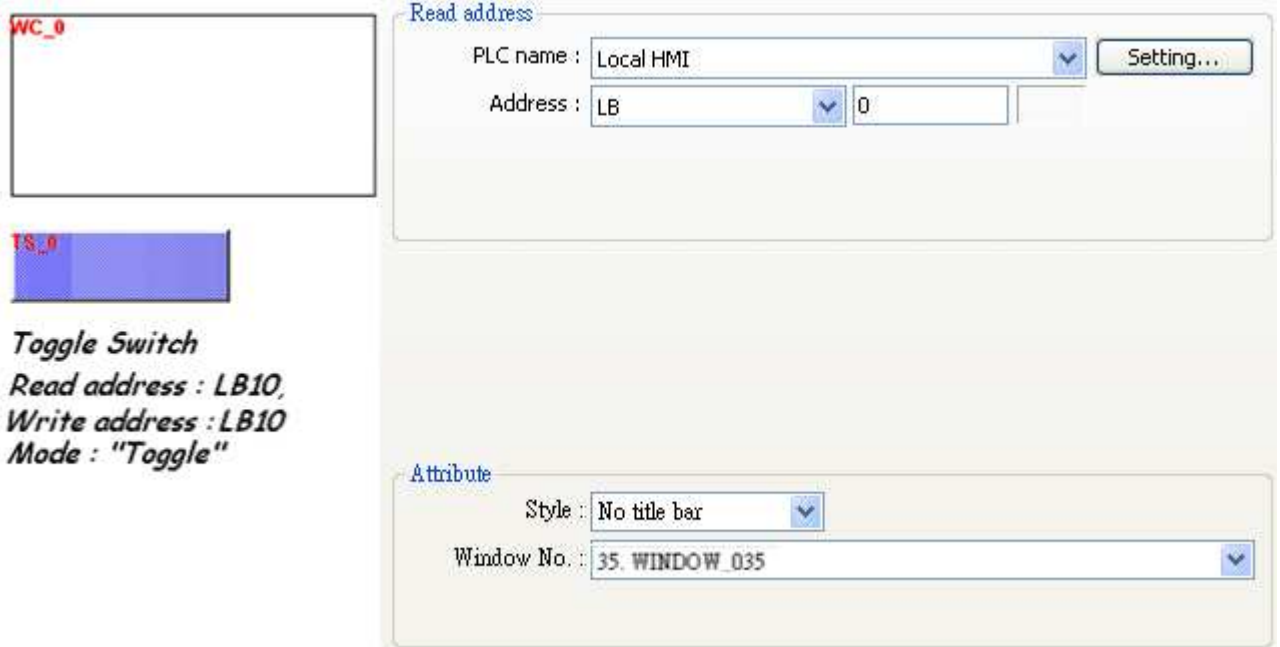 WC_0
TS_0
Toggle Switch
Read address : LB10,
Write address : LB10
Mode : "Toggle"
Read address
PLC name : Local HMI Setting...
Address : LB 0
Attribute
Style : No title bar
Window No. : 35. WINDOW_035